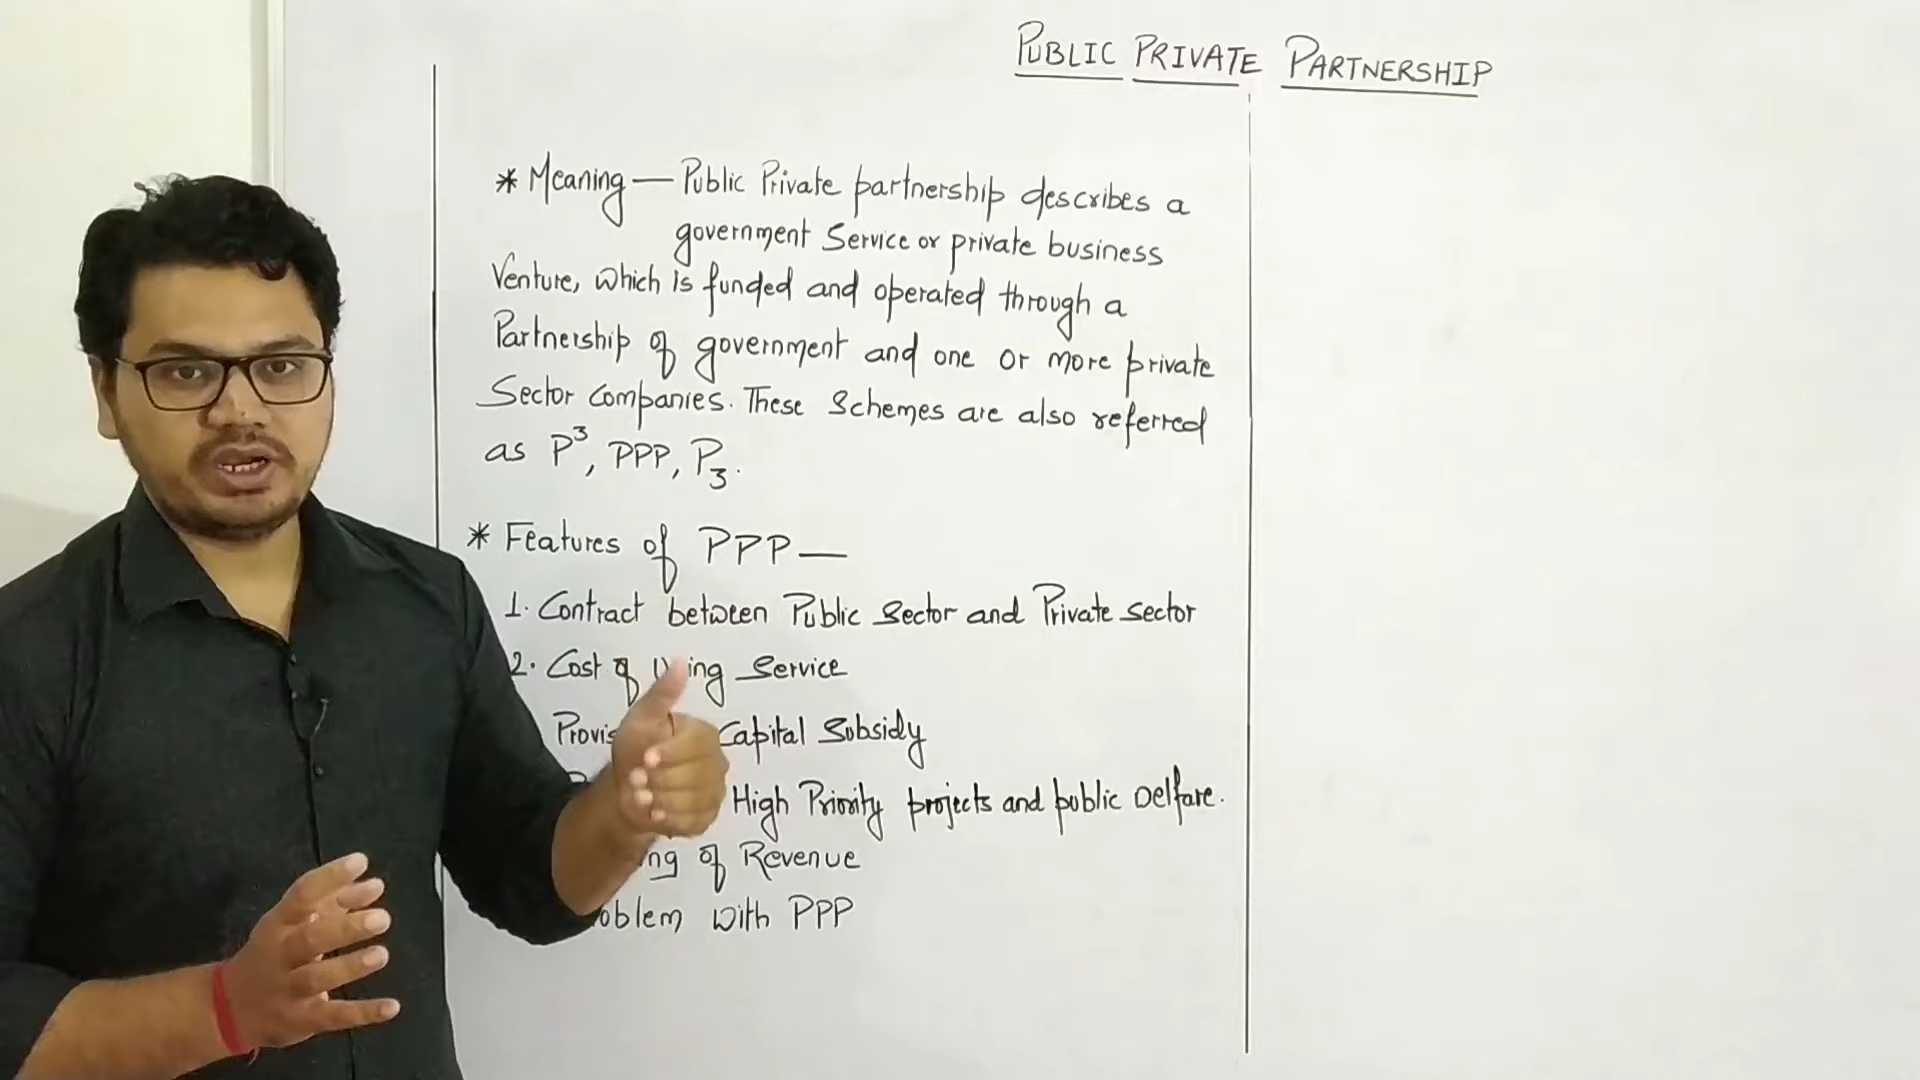 PUBLIC PRIVATE PARTNERSHIP
* Meaning — Public Private partnership describes a
government Service or private business
Venture, which is funded and operated through a
Partnership of government and one or more private
Sector companies. These Schemes are also referred
as P³, PPP, P₃.
* Features of PPP —
1. Contract between Public Sector and Private sector
2. Cost of Using Service
Capital Subsidy
High Priority projects and public Welfare.
of Revenue
with PPP